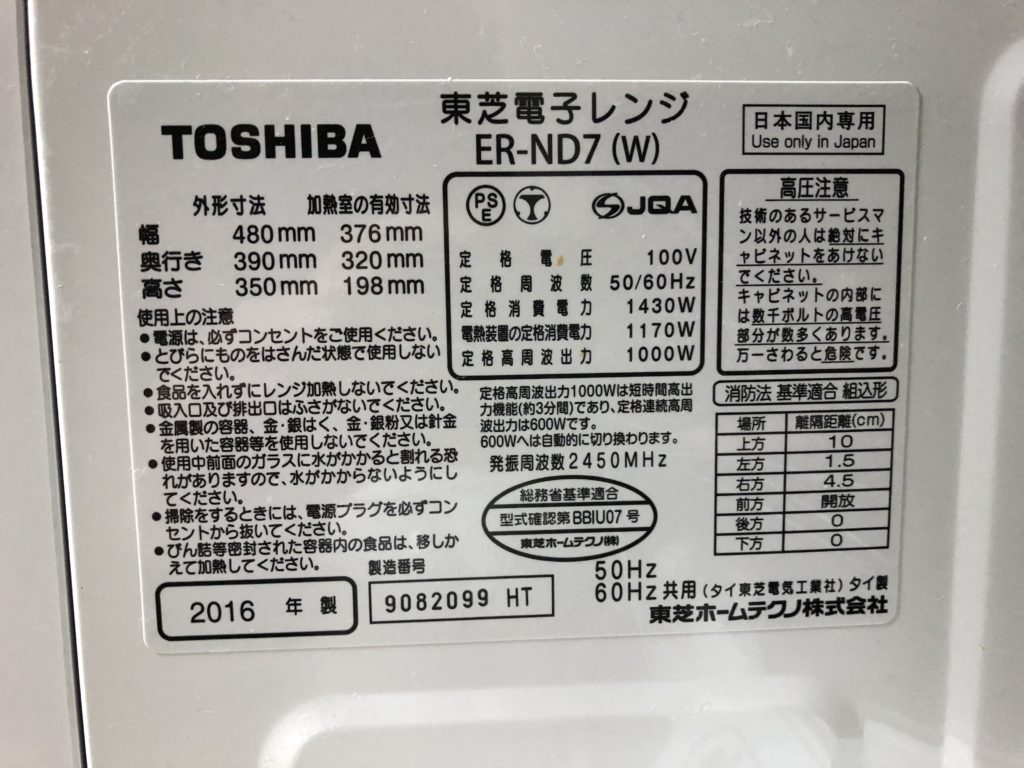 東芝電子レンジ
TOSHIBA
ER-ND7 (W)
日本国内専用
Use only in Japan
外形寸法 加熱室の有効寸法
幅 480mm 376mm
奥行き 390mm 320mm
高さ 350mm 198mm
使用上の注意
●電源は、必ずコンセントをご使用ください。
●とびらにものをはさんだ状態で使用しない
でください。
●食品を入れずにレンジ加熱しないでください。
●吸入口及び排出口はふさがないでください。
●金属製の容器、金・銀はく、金・銀粉又は針金
を用いた容器等を使用しないでください。
●使用中前面のガラスに水がかかると割れる恐
れがありますので、水がかからないようにし
てください。
●掃除をするときには、電源プラグを必ずコン
セントから抜いてください。
●びん詰等密封された容器内の食品は、移しか
えて加熱してください。
PS
E
JQA
定格電圧 100V
定格周波数 50/60Hz
定格消費電力 1430W
電熱装置の定格消費電力 1170W
定格高周波出力 1000W
定格高周波出力1000Wは短時間高出
力機能(約3分間)であり、定格連続高周
波出力は600Wです。
600Wへは自動的に切り換わります。
発振周波数2450MHz
総務省基準適合
型式確認第BBIU07号
東芝ホームテクノ(株)
高圧注意
技術のあるサービスマ
ン以外の人は絶対にキ
ャビネットをあけない
でください。
キャビネットの内部に
は数千ボルトの高電圧
部分が数多くあります。
万一さわると危険です。
消防法 基準適合 組込形
場所 離隔距離(cm)
上方 10
左方 1.5
右方 4.5
前方 開放
後方 0
下方 0
2016 年 製
製造番号
9082099 HT
50Hz
60Hz 共用 (タイ東芝電気工業社) タイ製
東芝ホームテクノ株式会社